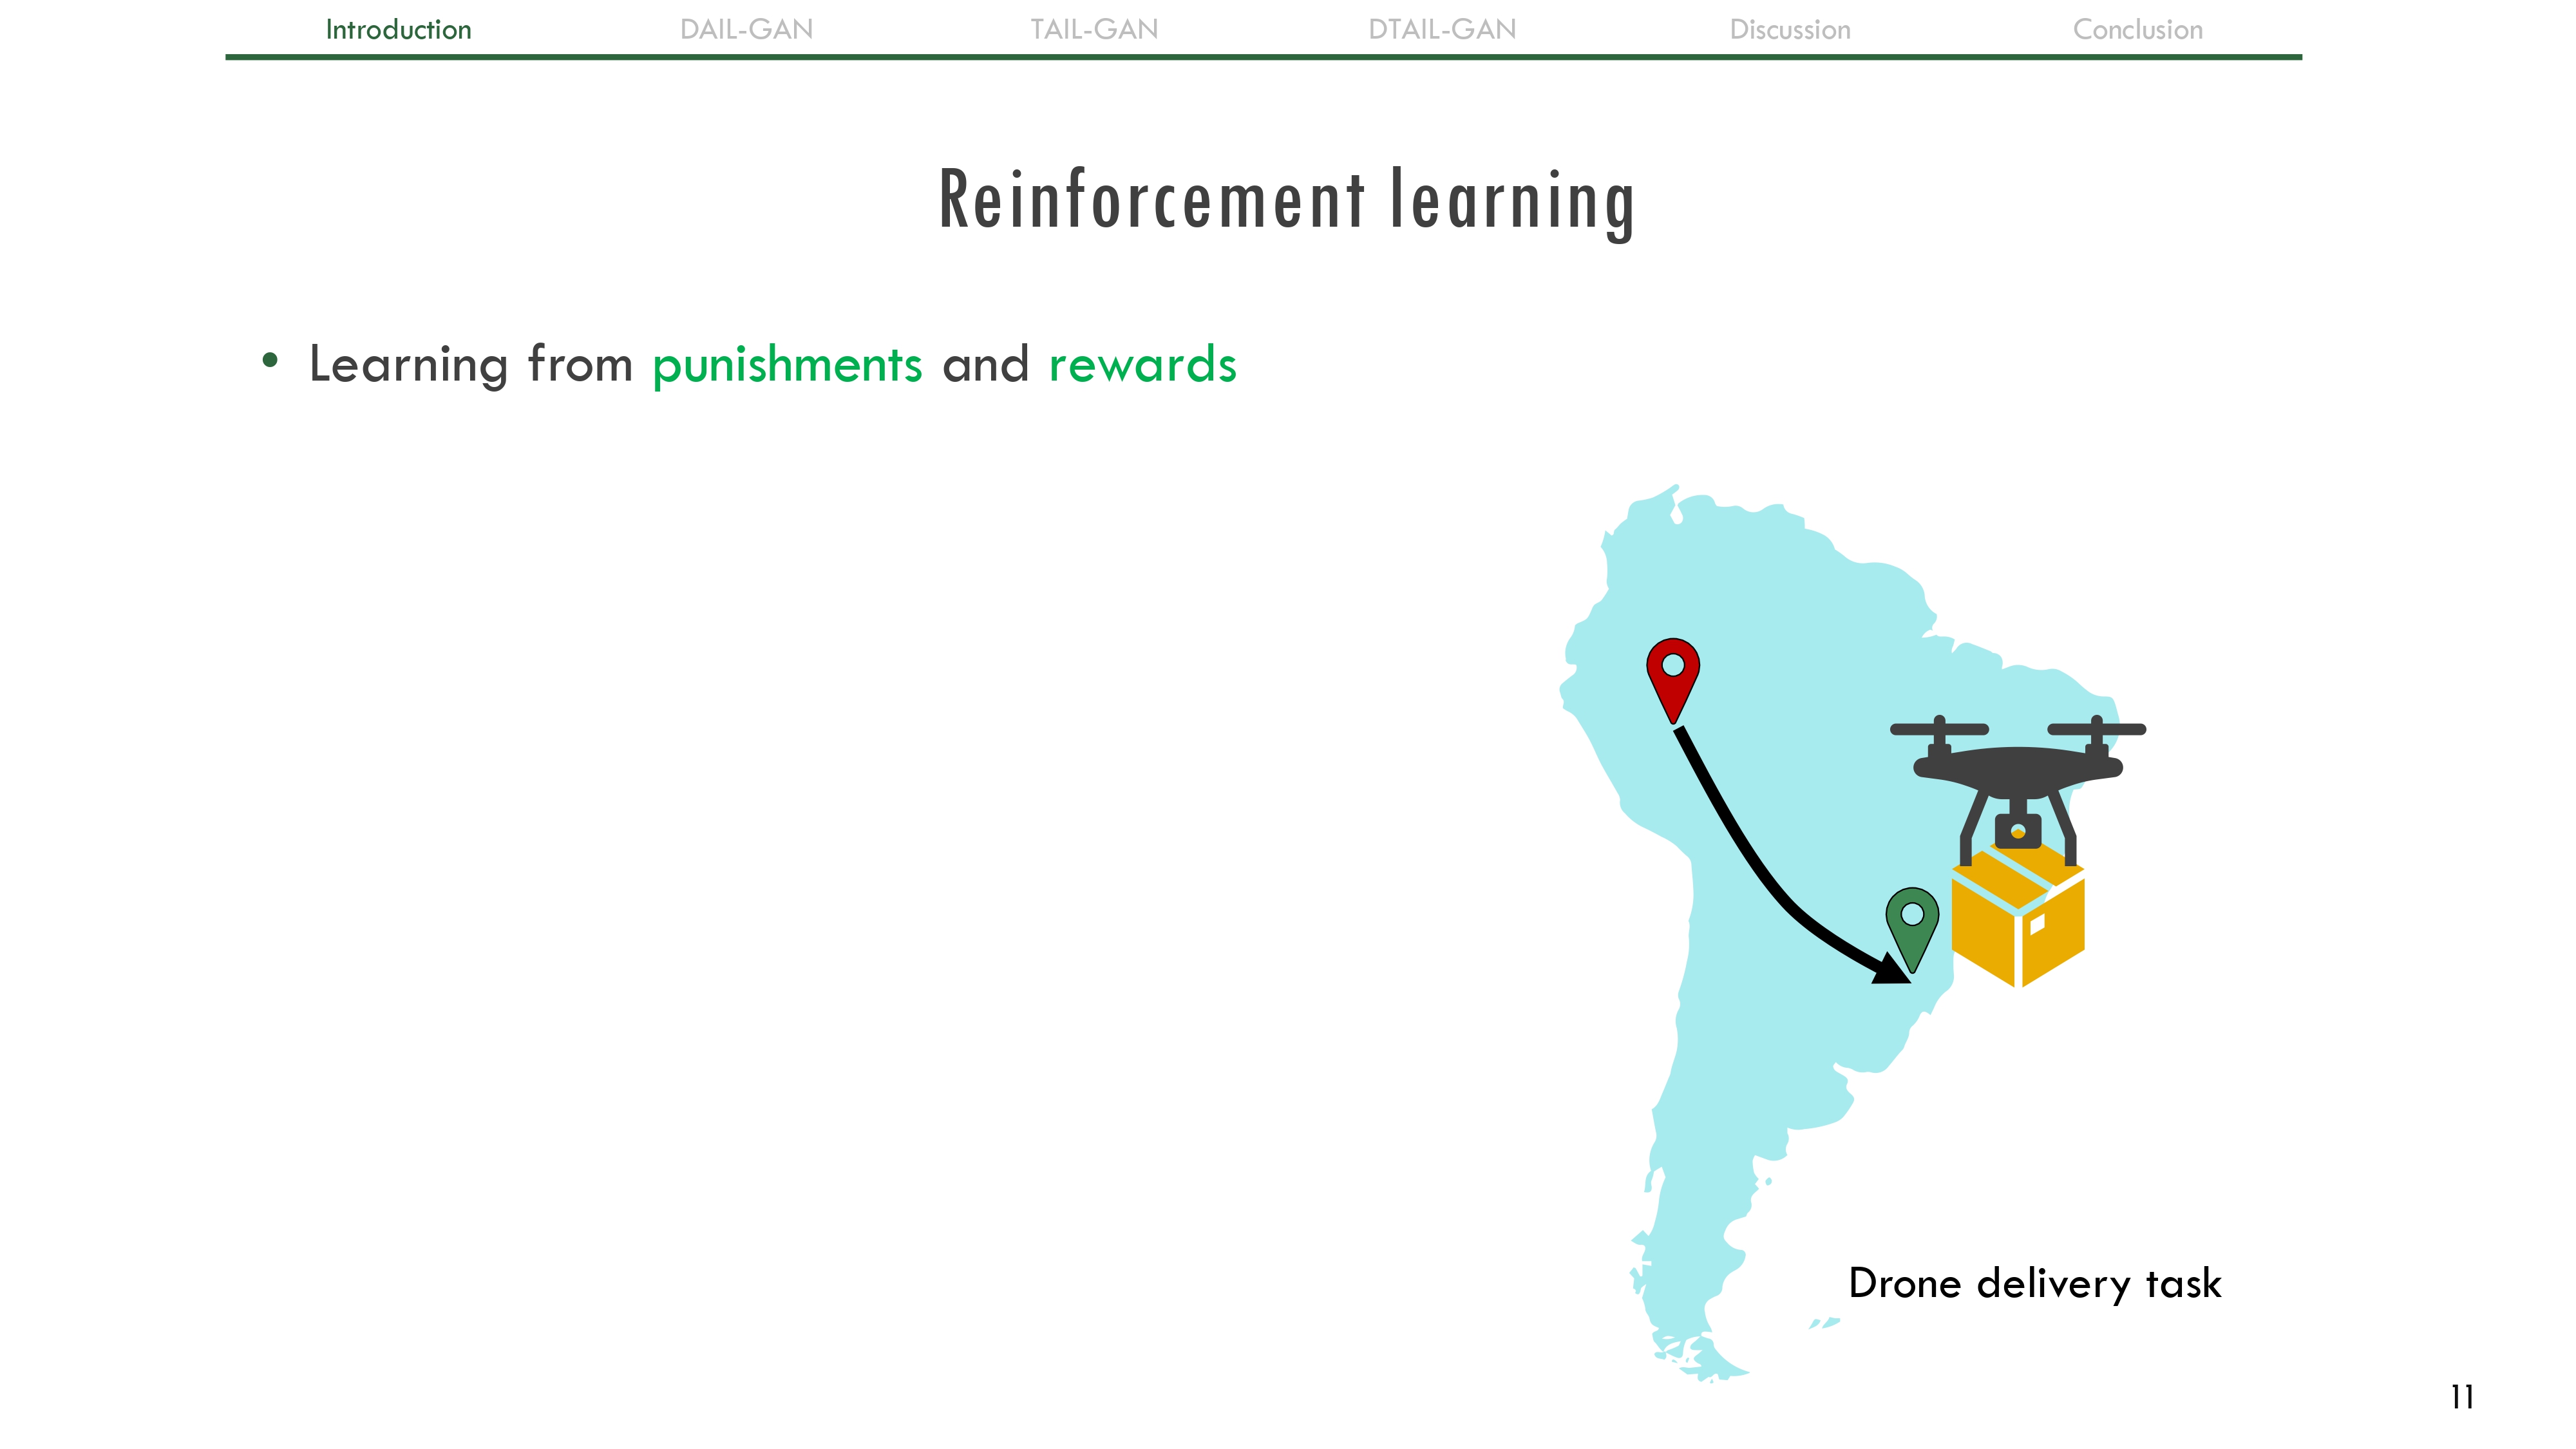 Introduction DAIL-GAN TAIL-GAN DTAIL-GAN Discussion Conclusion
Reinforcement learning
• Learning from punishments and rewards
Drone delivery task
11